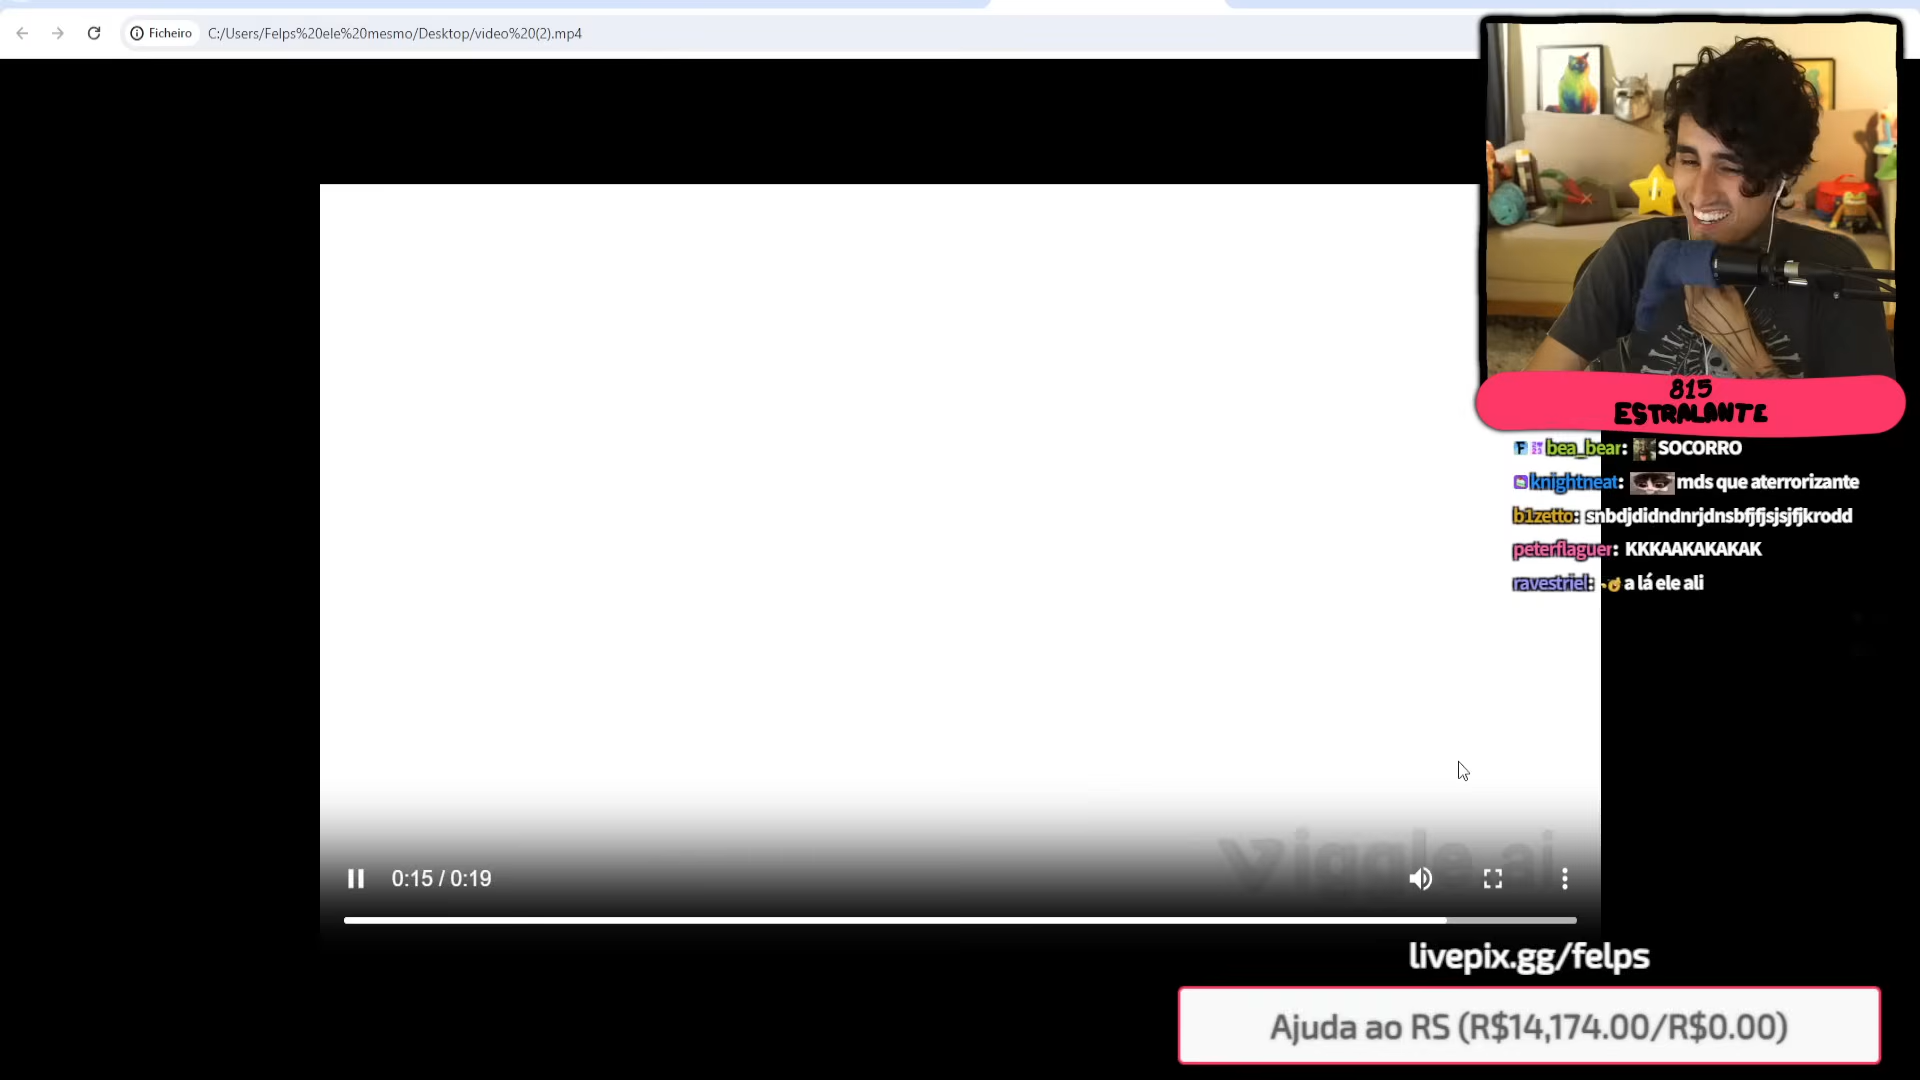 Ficheiro
C:/Users/Felps%20ele%20mesmo/Desktop/video%20(2).mp4
815
ESTRALANTE
bea_bear: SOCORRO
knightneat: mds que aterrorizante
b1zetto: snbdjdidndnrjdnsbfjfjsjsjfjkrodd
peterflaguer: KKKAAKAKAKAK
ravestriel: a lá ele ali
viggle.ai
0:15 / 0:19
livepix.gg/felps
Ajuda ao RS (R$14,174.00/R$0.00)